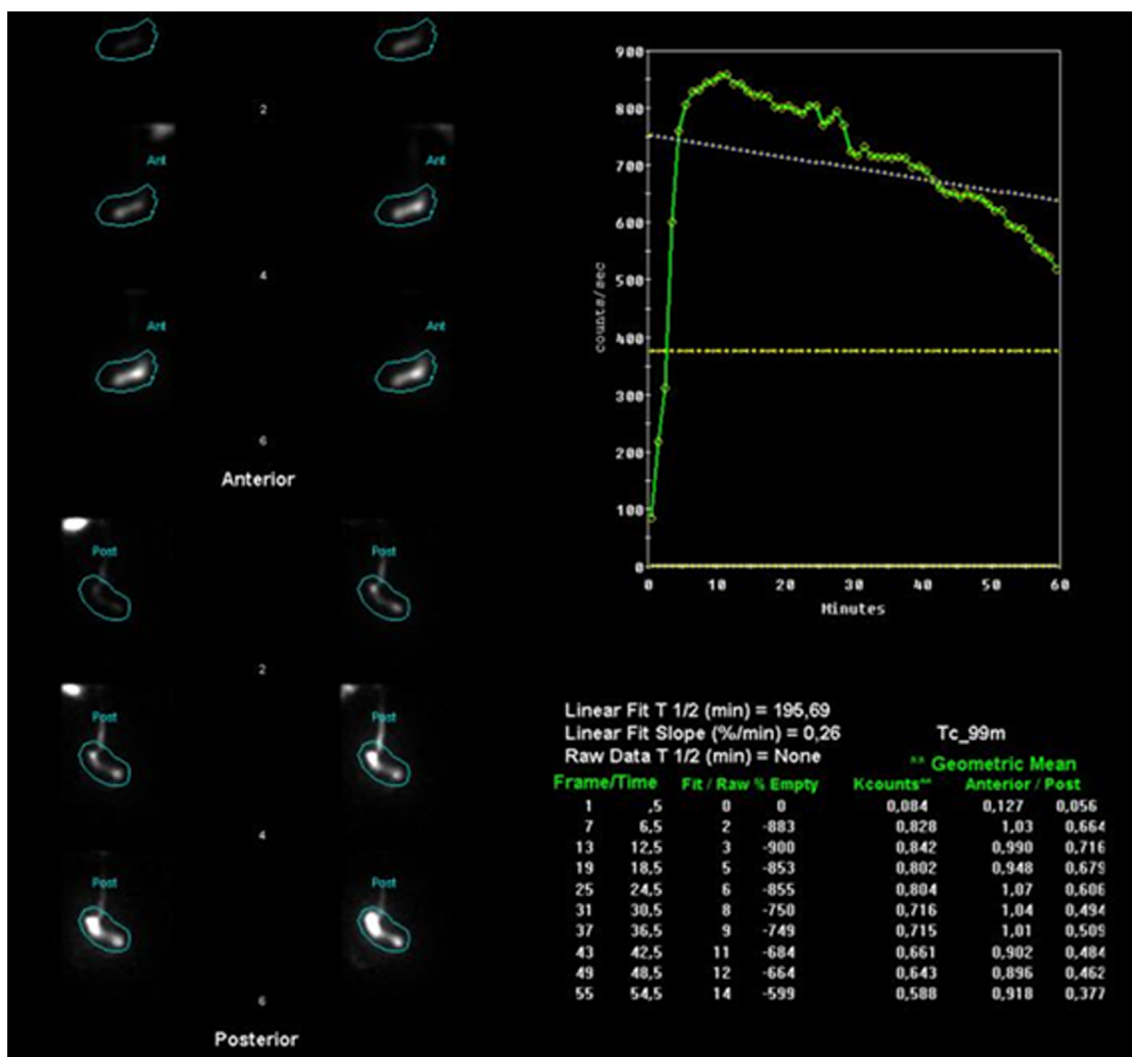 2
Ant
4
Ant Ant
6
Anterior
Post Post
2
Post Post
4
Post Post
6
Posterior
900
800
700
600
500
400
300
200
100
0
counts/sec
0 10 20 30 40 50 60
Minutes
Linear Fit T 1/2 (min) = 195,69
Linear Fit Slope (%/min) = 0,26 Tc_99m
Raw Data T 1/2 (min) = None ** Geometric Mean
Frame/Time Fit / Raw % Empty Kcounts** Anterior / Post
1 ,5 0 0 0,084 0,127 0,056
7 6,5 2 -883 0,828 1,03 0,664
13 12,5 3 -900 0,842 0,990 0,716
19 18,5 5 -853 0,802 0,948 0,679
25 24,5 6 -855 0,804 1,07 0,606
31 30,5 8 -750 0,716 1,04 0,494
37 36,5 9 -749 0,715 1,01 0,509
43 42,5 11 -684 0,661 0,902 0,484
49 48,5 12 -664 0,643 0,896 0,462
55 54,5 14 -599 0,588 0,918 0,377